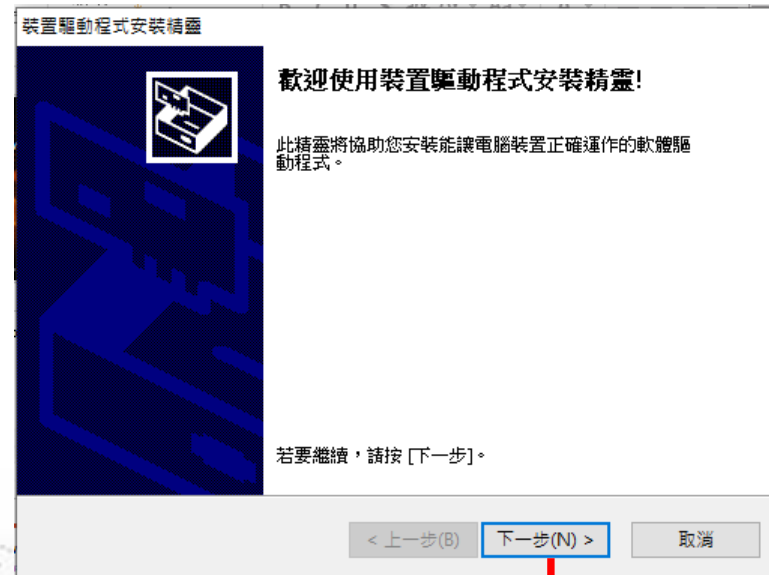 裝置驅動程式安裝精靈
歡迎使用裝置驅動程式安裝精靈!
此精靈將協助您安裝能讓電腦裝置正確運作的軟體驅
動程式。
若要繼續，請按 [下一步]。
< 上一步(B)
下一步(N) >
取消